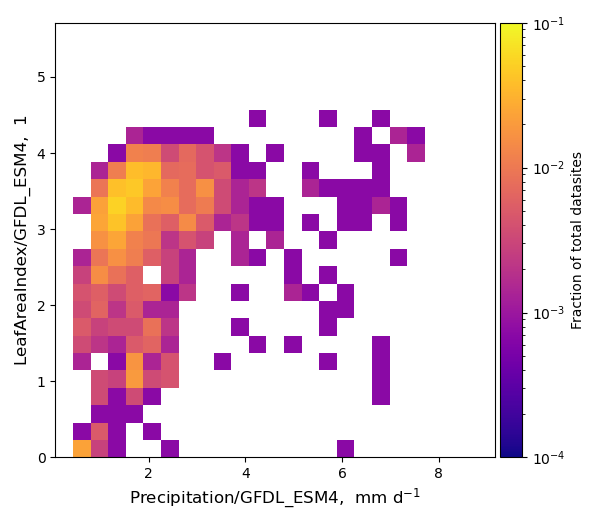 10⁻¹
10⁻²
10⁻³
10⁻⁴
Fraction of total datasites
5
4
3
2
1
0
LeafAreaIndex/GFDL_ESM4, 1
2 4 6 8
Precipitation/GFDL_ESM4, mm d⁻¹